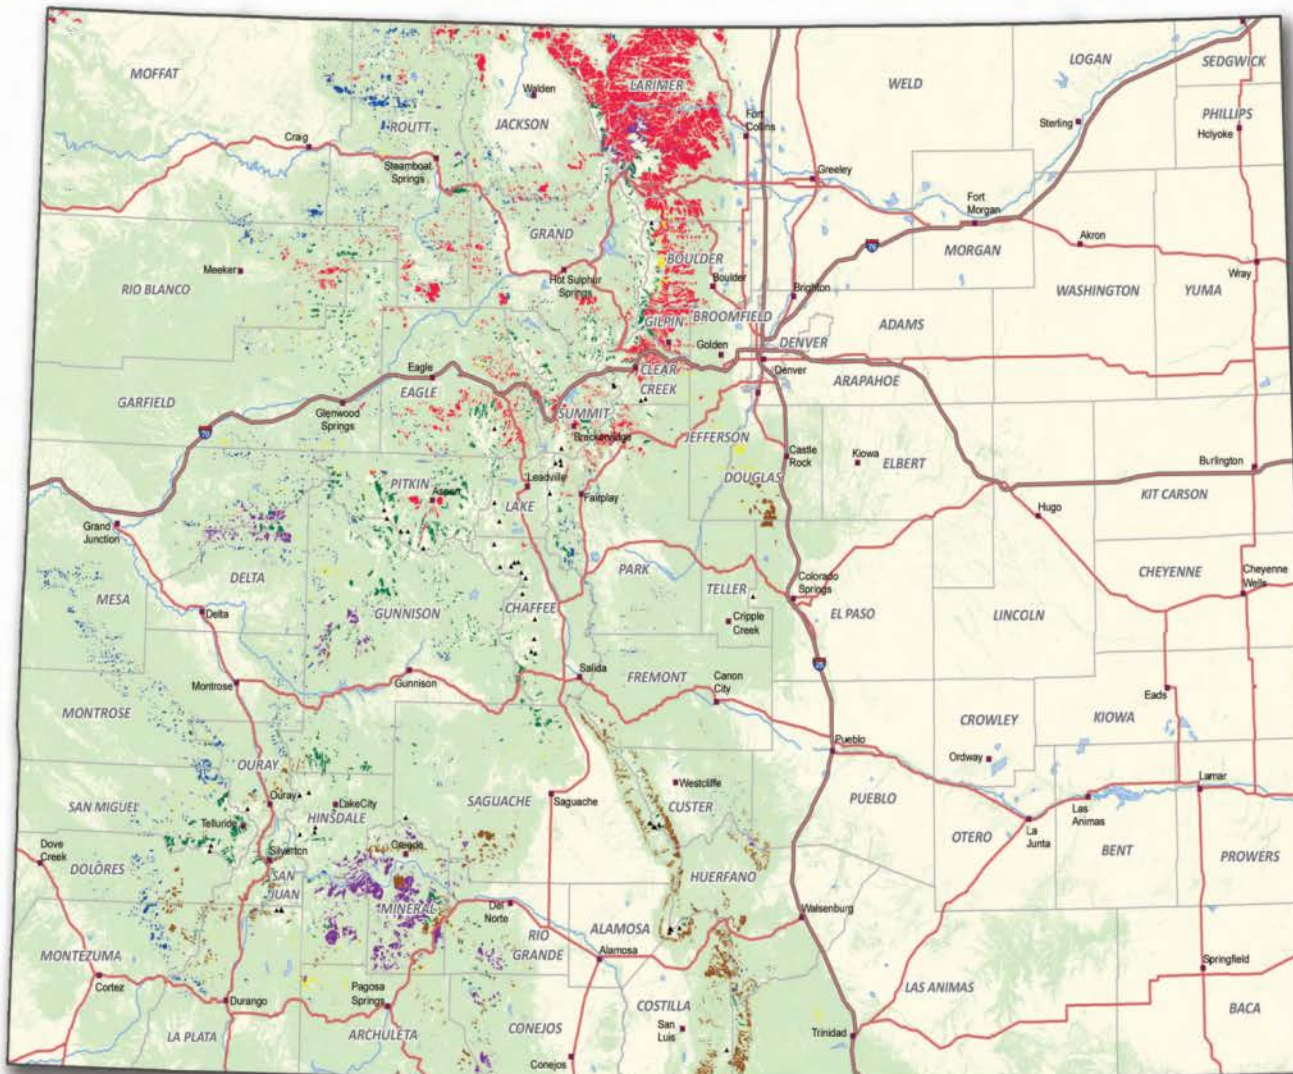 MOFFAT
ROUTT
JACKSON
LARIMER
WELD
LOGAN
SEDGWICK
PHILLIPS
Walden
Craig
Steamboat
Springs
Fort
Collins
Greeley
Sterling
Holyoke
Fort
Morgan
MORGAN
Akron
Wray
WASHINGTON
YUMA
GRAND
Hot Sulphur
Springs
BOULDER
Boulder
Meeker
RIO BLANCO
GILPIN
BROOMFIELD
Brighton
76
ADAMS
Golden
DENVER
Denver
ARAPAHOE
CLEAR
CREEK
Eagle
EAGLE
GARFIELD
Glenwood
Springs
70
SUMMIT
Breckenridge
JEFFERSON
DOUGLAS
Castle
Rock
Kiowa
ELBERT
Burlington
KIT CARSON
Hugo
PITKIN
Aspen
LAKE
Leadville
Fairplay
Grand
Junction
DELTA
MESA
Delta
GUNNISON
CHAFFEE
PARK
TELLER
Cripple
Creek
Colorado
Springs
EL PASO
LINCOLN
CHEYENNE
Cheyenne
Wells
Montrose
Gunnison
Salida
FREMONT
Canon
City
25
MONTROSE
CROWLEY
KIOWA
Eads
Ordway
Pueblo
PUEBLO
OURAY
Ouray
SAN MIGUEL
Telluride
HINSDALE
Lake City
SAGUACHE
Saguache
Westcliffe
CUSTER
Lamar
Las
Animas
La
Junta
OTERO
BENT
PROWERS
Dove
Creek
DOLORES
Silverton
SAN
JUAN
Creede
MINERAL
Del
Norte
RIO
GRANDE
ALAMOSA
Alamosa
HUERFANO
Walsenburg
MONTEZUMA
Cortez
Durango
LA PLATA
Pagosa
Springs
ARCHULETA
CONEJOS
Conejos
COSTILLA
San
Luis
LAS ANIMAS
Trinidad
Springfield
BACA